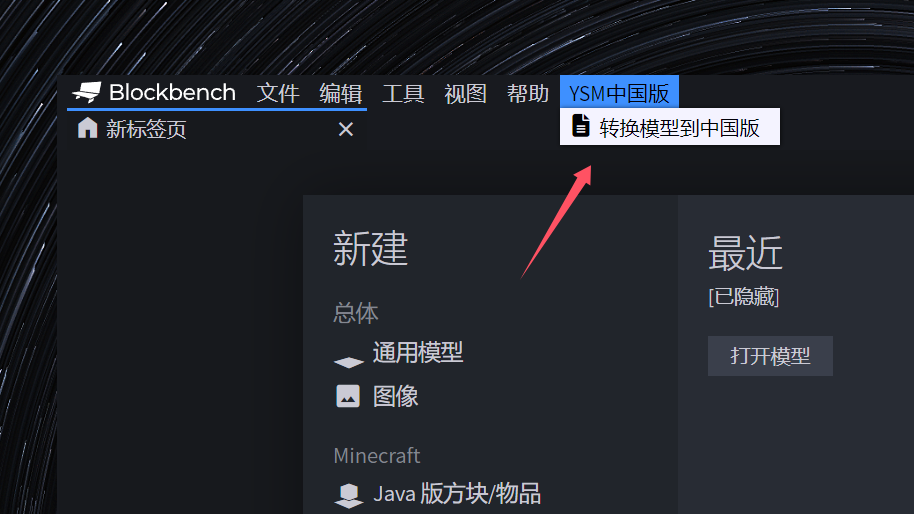 Blockbench 文件 编辑 工具 视图 帮助 YSM中国版
新标签页
转换模型到中国版
新建
总体
通用模型
图像
Minecraft
Java 版方块/物品
最近
[已隐藏]
打开模型